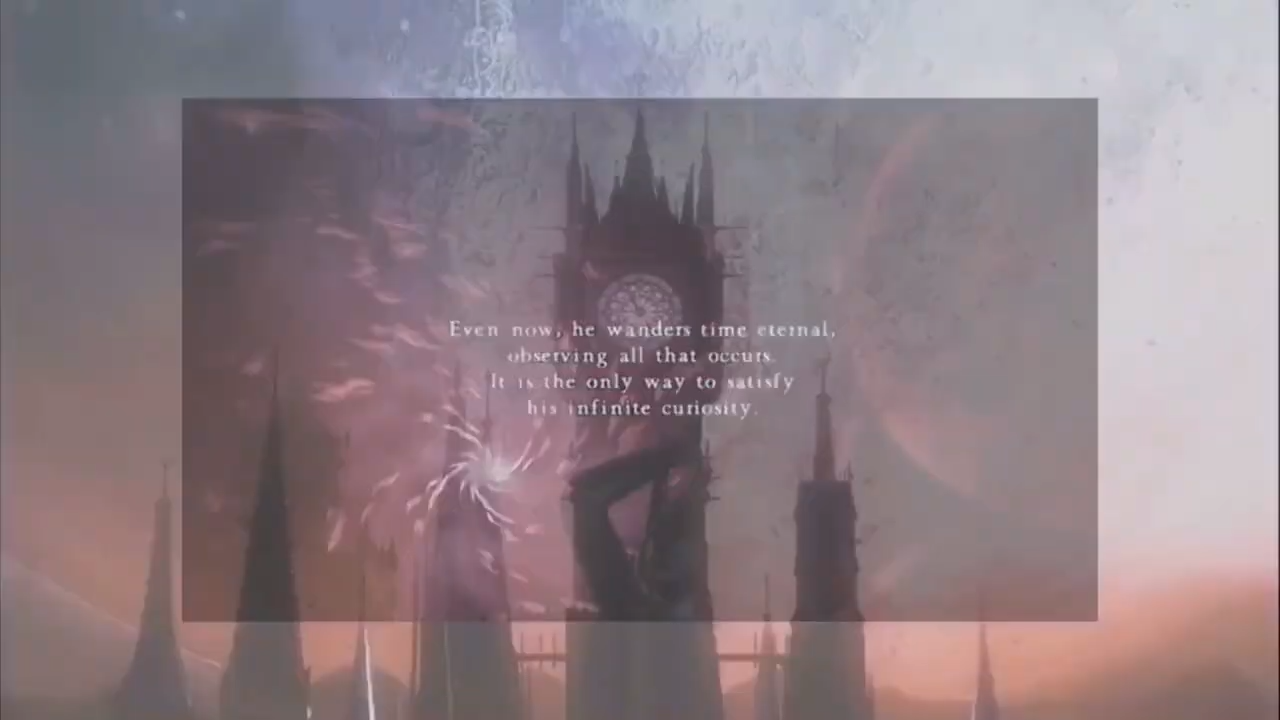 Even now, he wanders time eternal,
observing all that occurs.
It is the only way to satisfy
his infinite curiosity.